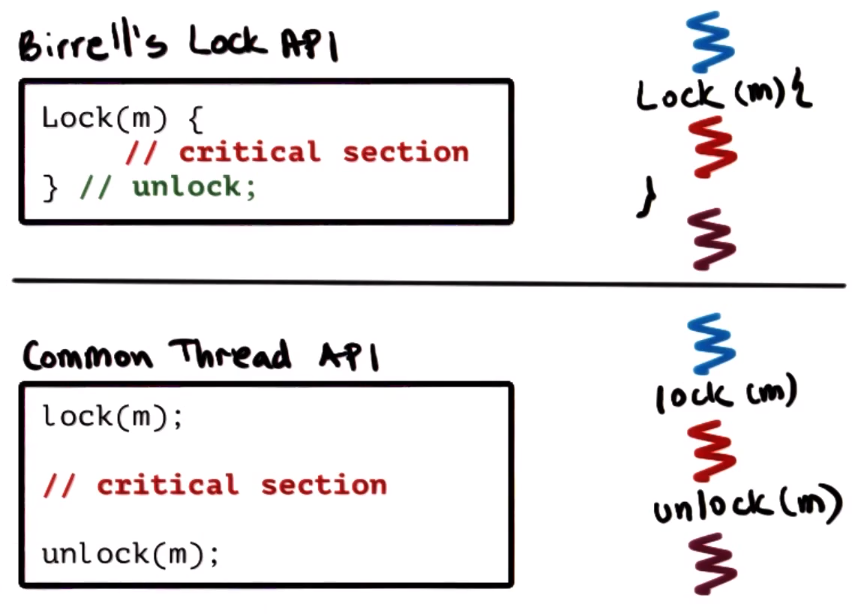 Birrell's Lock API
Lock(m) {
// critical section
} // unlock;
Lock (m) {
}
Common Thread API
lock(m);
// critical section
unlock(m);
lock (m)
unlock (m)